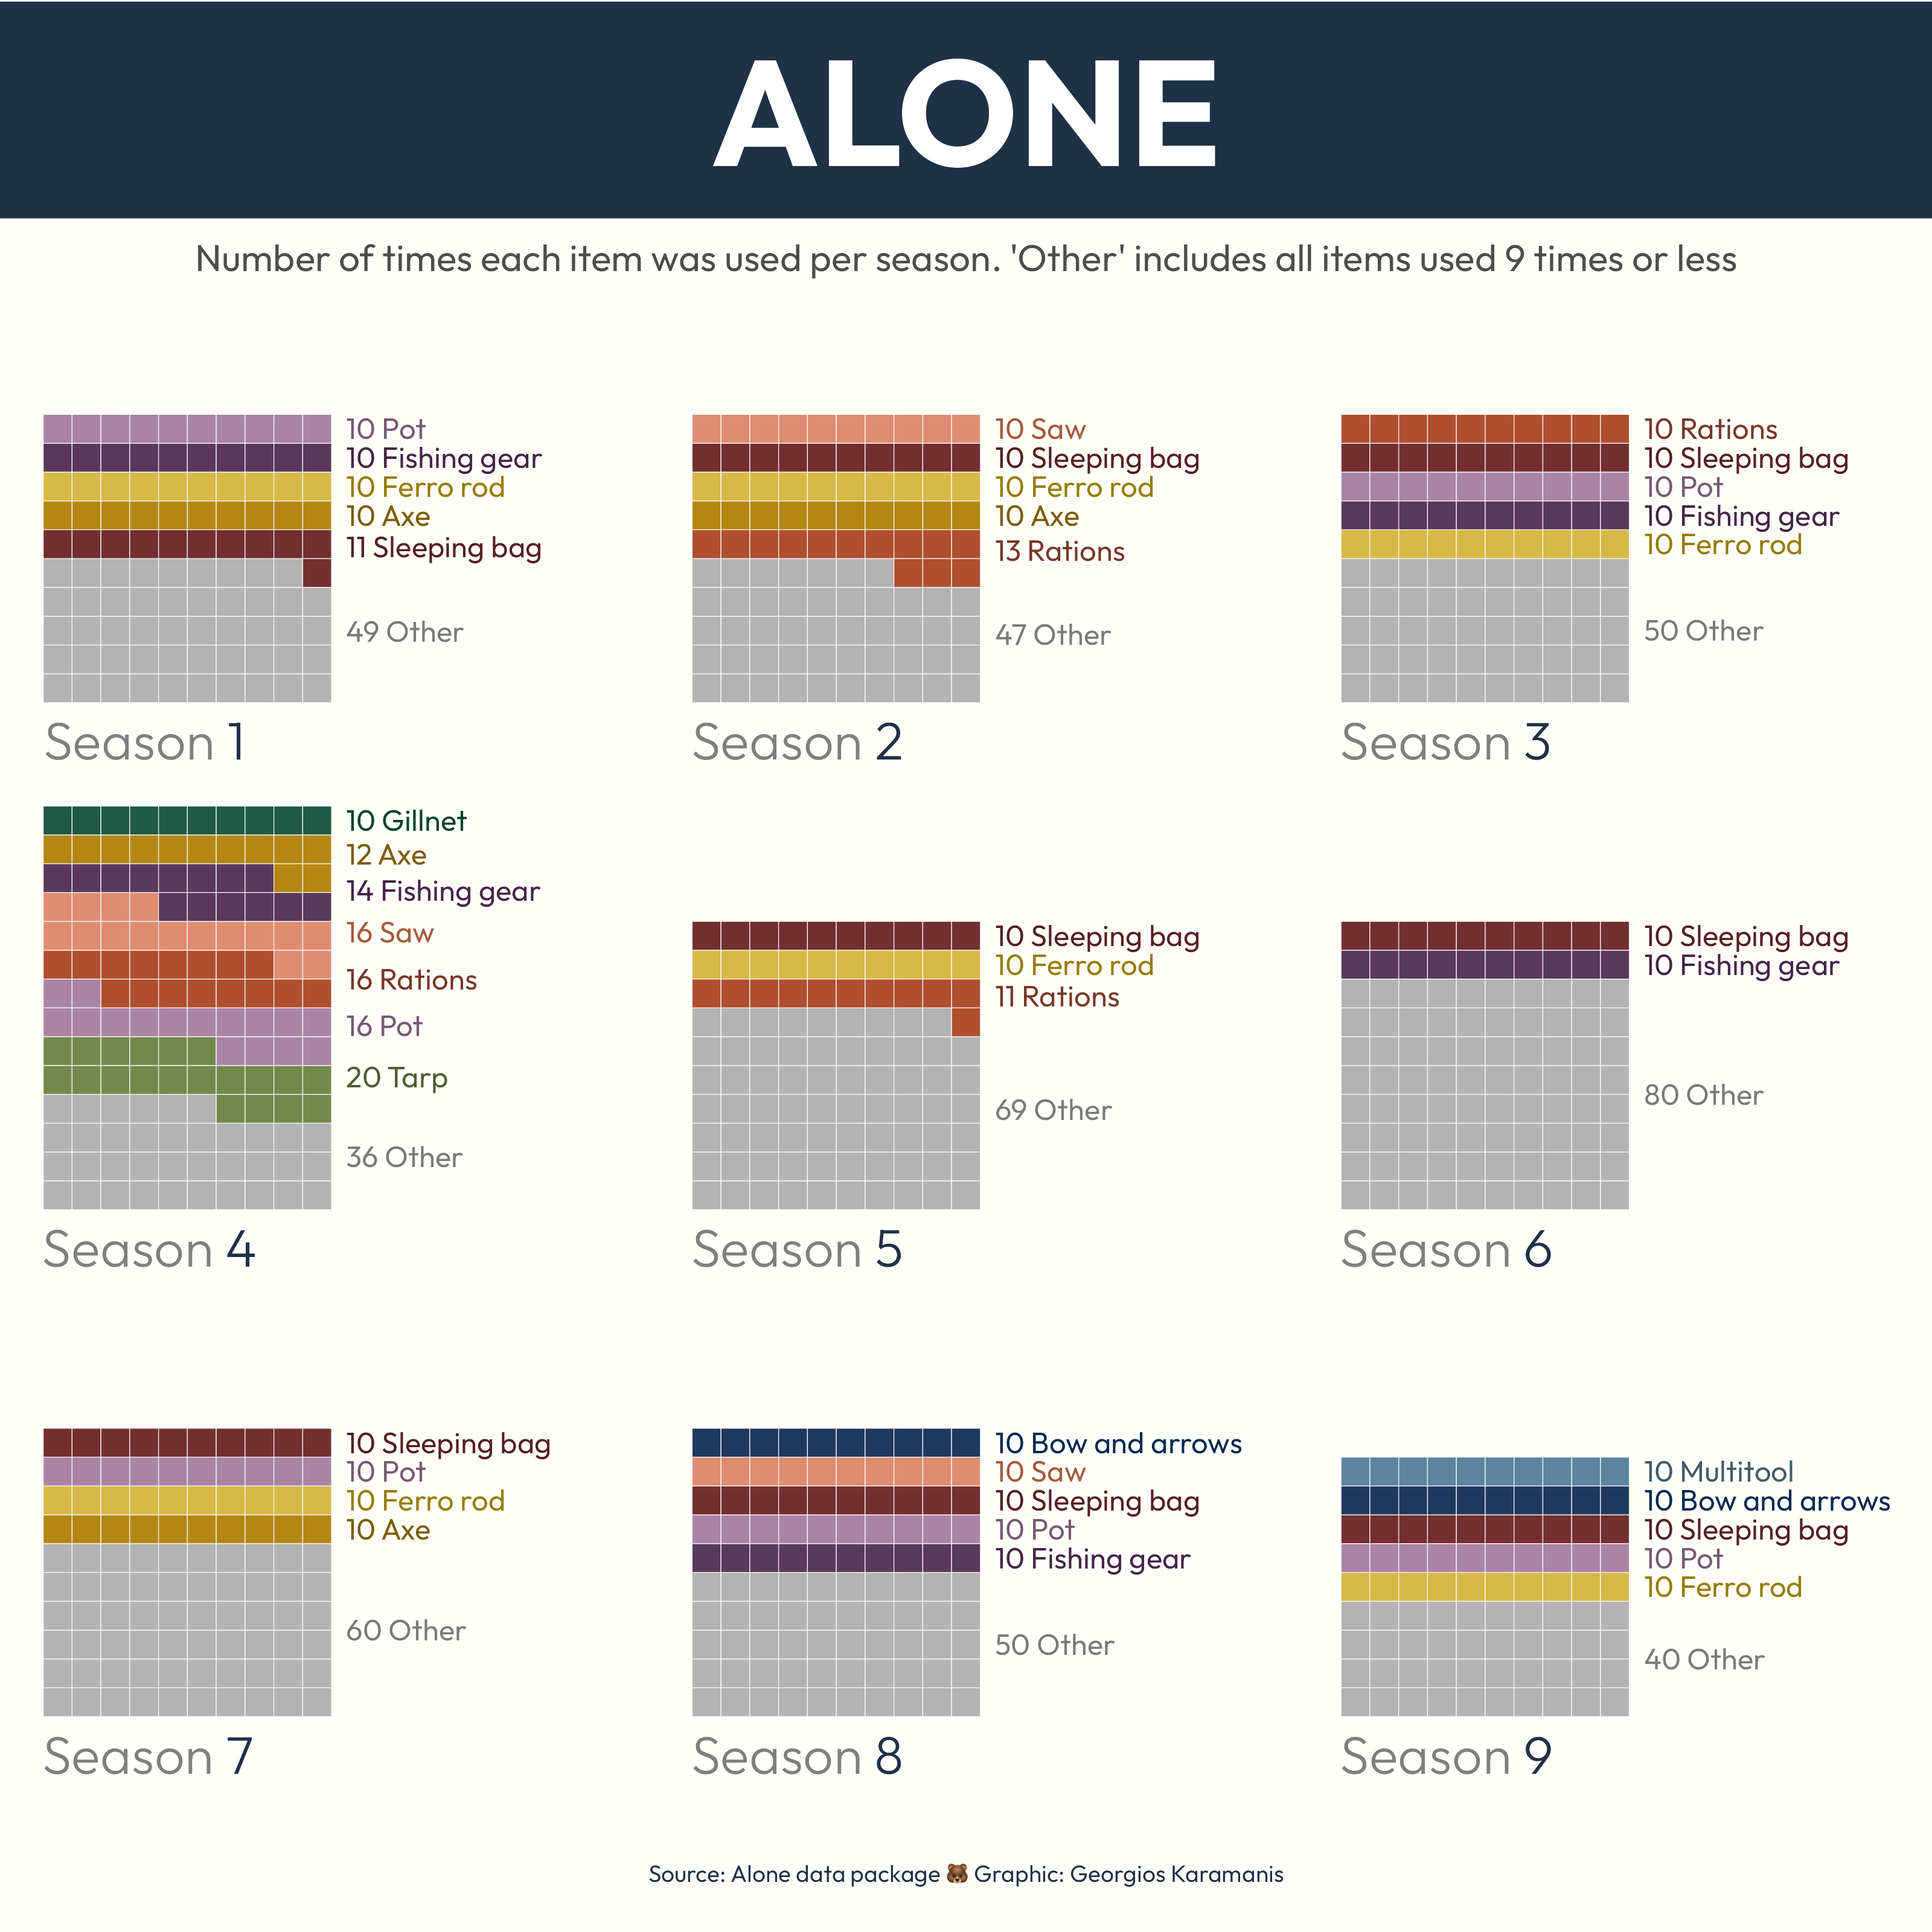 ALONE
Number of times each item was used per season. 'Other' includes all items used 9 times or less
10 Pot
10 Fishing gear
10 Ferro rod
10 Axe
11 Sleeping bag
49 Other
Season 1
10 Saw
10 Sleeping bag
10 Ferro rod
10 Axe
13 Rations
47 Other
Season 2
10 Rations
10 Sleeping bag
10 Pot
10 Fishing gear
10 Ferro rod
50 Other
Season 3
10 Gillnet
12 Axe
14 Fishing gear
16 Saw
16 Rations
16 Pot
20 Tarp
36 Other
Season 4
10 Sleeping bag
10 Ferro rod
11 Rations
69 Other
Season 5
10 Sleeping bag
10 Fishing gear
80 Other
Season 6
10 Sleeping bag
10 Pot
10 Ferro rod
10 Axe
60 Other
Season 7
10 Bow and arrows
10 Saw
10 Sleeping bag
10 Pot
10 Fishing gear
50 Other
Season 8
10 Multitool
10 Bow and arrows
10 Sleeping bag
10 Pot
10 Ferro rod
40 Other
Season 9
Source: Alone data package 🐻 Graphic: Georgios Karamanis